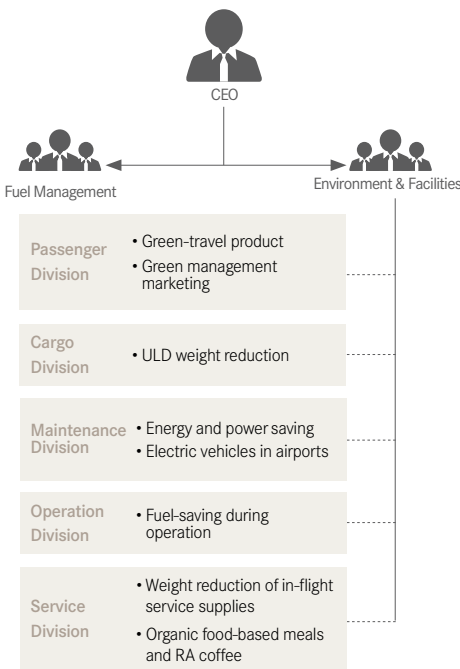 CEO
Fuel Management
Environment & Facilities
Passenger
Division
• Green-travel product
• Green management
marketing
Cargo
Division
• ULD weight reduction
Maintenance
Division
• Energy and power saving
• Electric vehicles in airports
Operation
Division
• Fuel-saving during
operation
Service
Division
• Weight reduction of in-flight
service supplies
• Organic food-based meals
and RA coffee